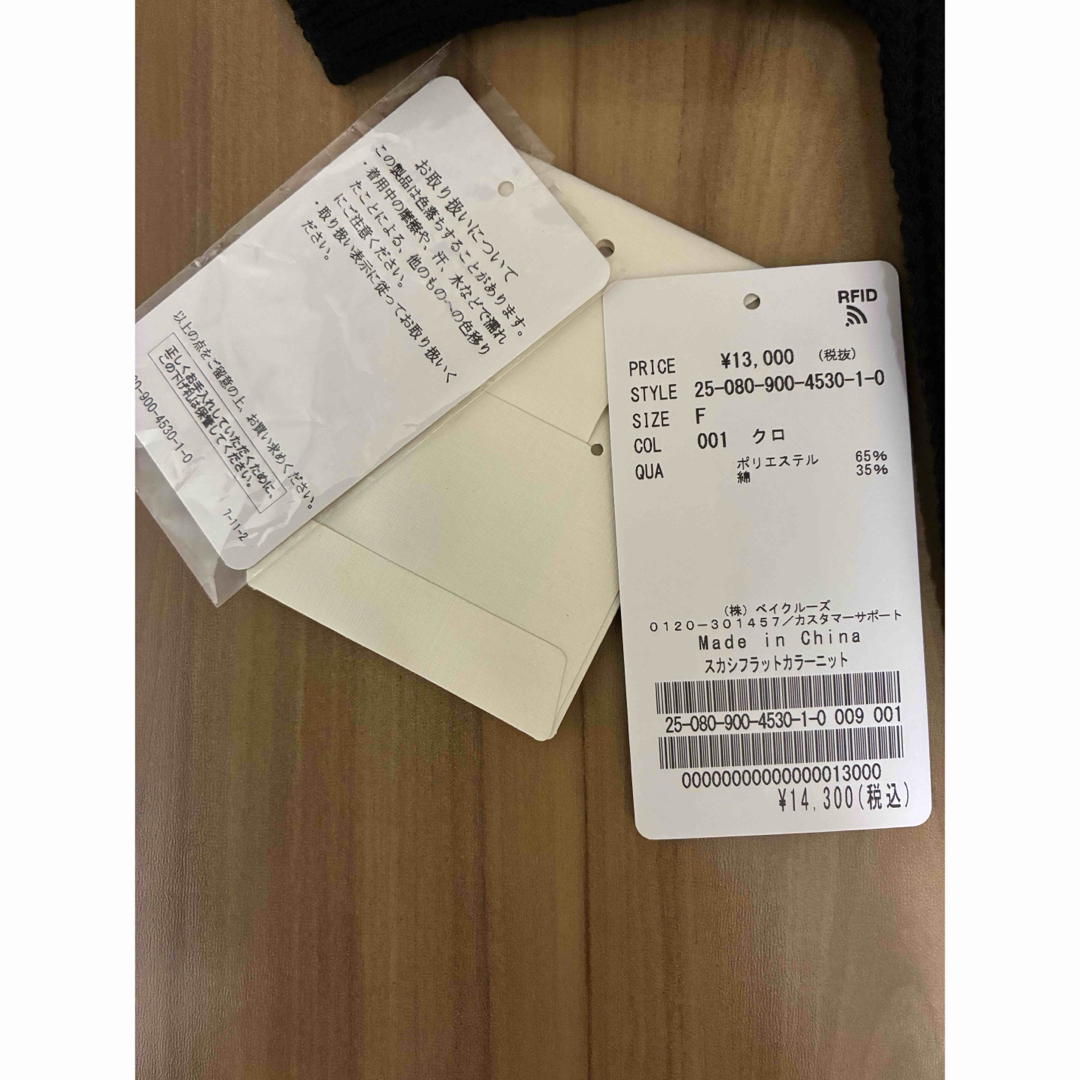 お取り扱いについて
この製品は色落ちすることがあります。
・着用中の摩擦や、汗、水などで濡れ
たことによる、他のものへの色移り
にご注意ください。
・取り扱い表示に従ってお取り扱いく
ださい。
以上の点をご留意の上、お買い求めください。
正しくお手入れしていただくために、
この下げ札は保管してください。
0-900-4530-1-0
7-11-2
RFID
PRICE ¥13,000 (税抜)
STYLE 25-080-900-4530-1-0
SIZE F
COL 001 クロ
QUA ポリエステル 65%
綿 35%
(株) ベイクルーズ
0120-301457/カスタマーサポート
Made in China
スカシフラットカラーニット
25-080-900-4530-1-0 009 001
0000000000000013000
¥14,300(税込)